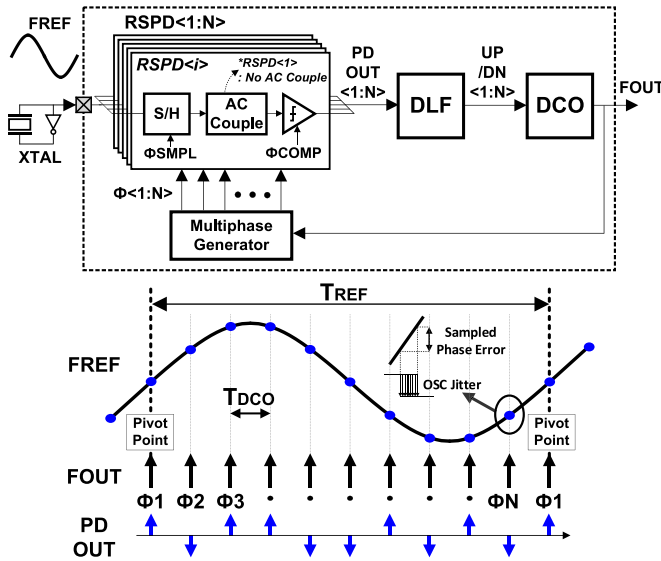 FREF
XTAL
RSPD<1:N>
RSPD<i>
*RSPD<1>
: No AC Couple
S/H
AC
Couple
ΦSMPL
ΦCOMP
Φ<1:N>
Multiphase
Generator
PD
OUT
<1:N>
DLF
UP
/DN
<1:N>
DCO
FOUT
TREF
FREF
TDCO
Sampled
Phase Error
OSC Jitter
Pivot
Point
Pivot
Point
FOUT
Φ1 Φ2 Φ3 ΦN Φ1
PD
OUT